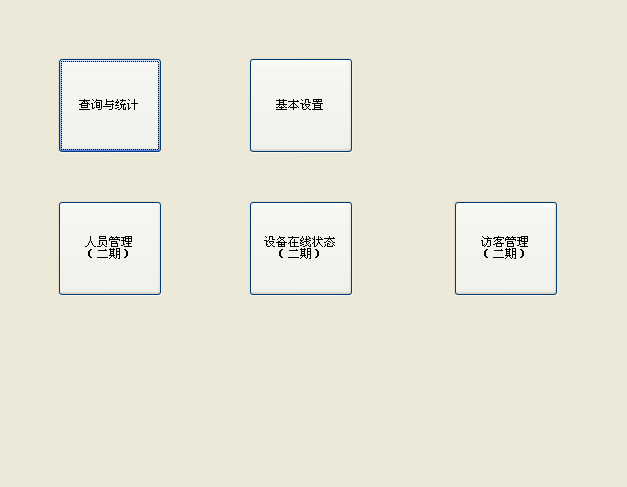 查询与统计
基本设置
人员管理
（二期）
设备在线状态
（二期）
访客管理
（二期）